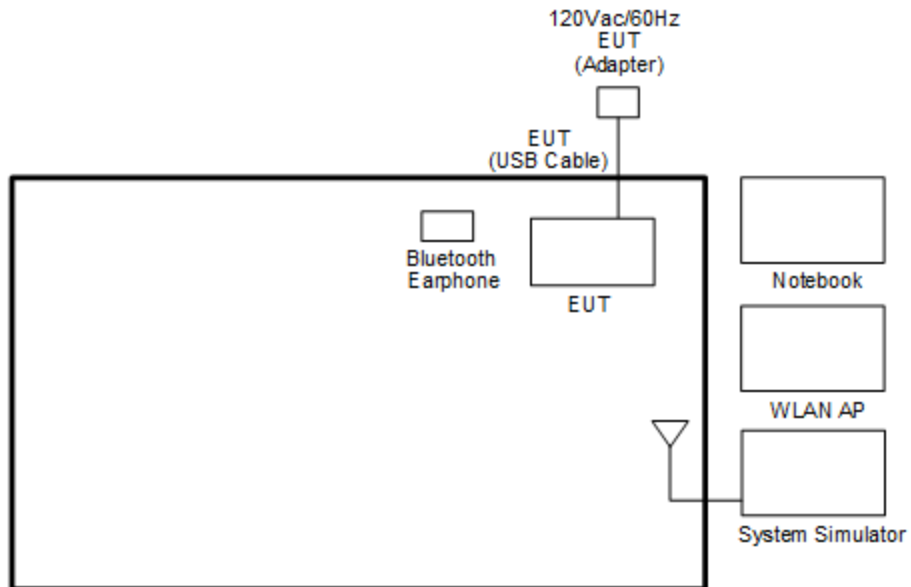 120Vac/60Hz
EUT
(Adapter)
EUT
(USB Cable)
Bluetooth
Earphone
EUT
Notebook
WLAN AP
System Simulator